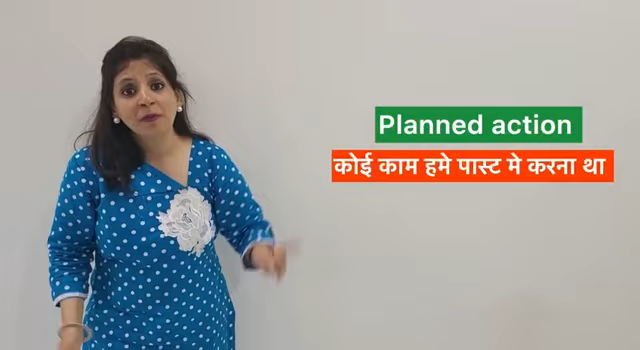 Planned action
कोई काम हमे पास्ट मे करना था